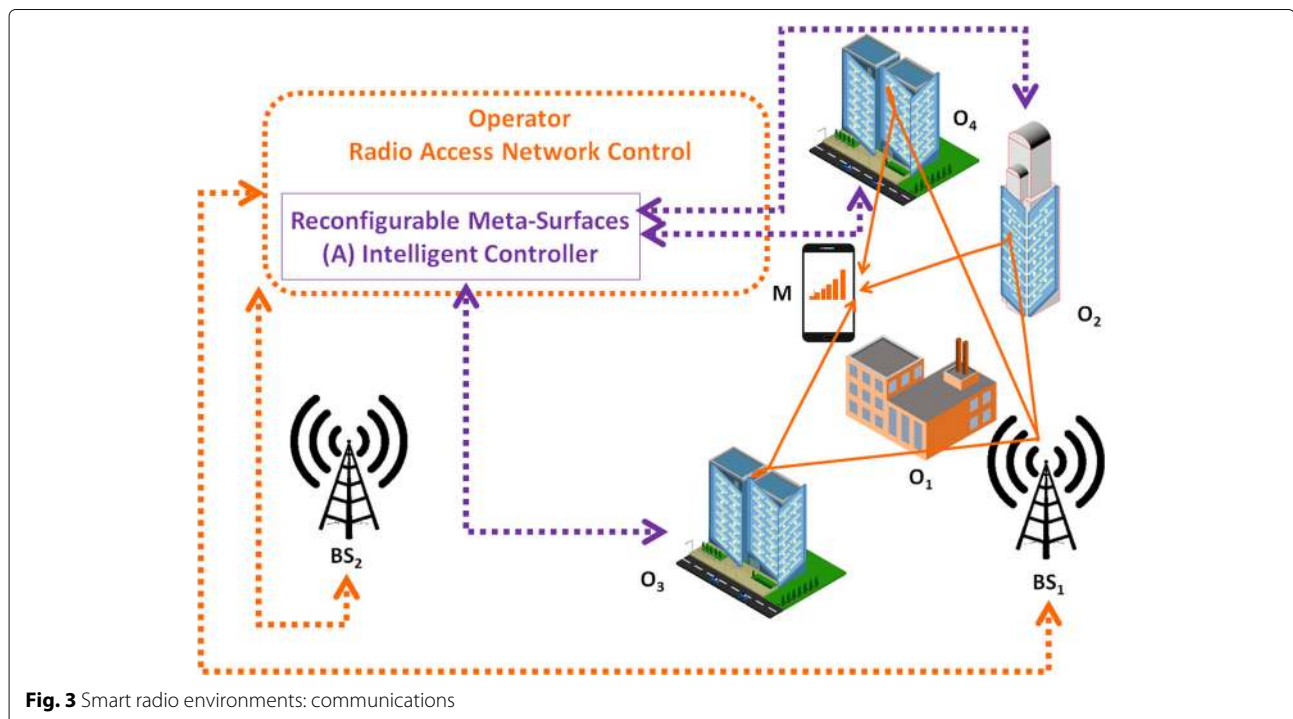 Operator
Radio Access Network Control
Reconfigurable Meta-Surfaces
(A) Intelligent Controller
O₄
O₂
M
O₁
BS₂
O₃
BS₁
Fig. 3 Smart radio environments: communications